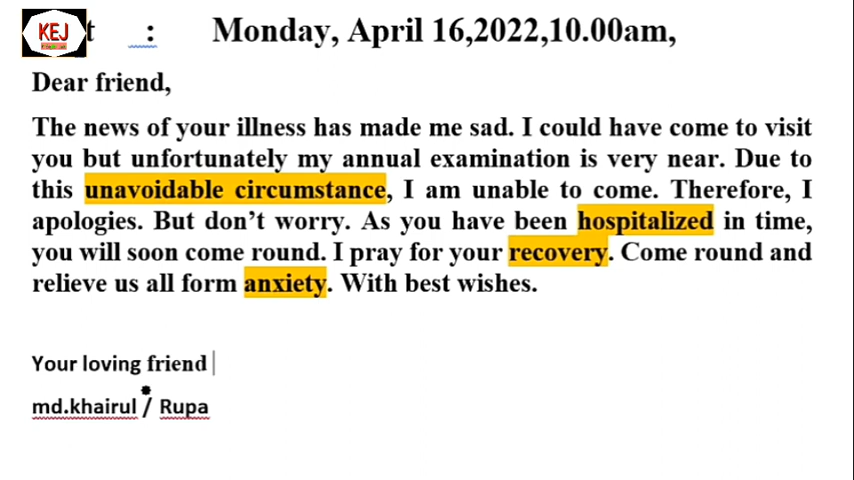 KEJ
t : Monday, April 16,2022,10.00am,
Dear friend,
The news of your illness has made me sad. I could have come to visit
you but unfortunately my annual examination is very near. Due to
this unavoidable circumstance, I am unable to come. Therefore, I
apologies. But don't worry. As you have been hospitalized in time,
you will soon come round. I pray for your recovery. Come round and
relieve us all form anxiety. With best wishes.
Your loving friend
md.khairul / Rupa